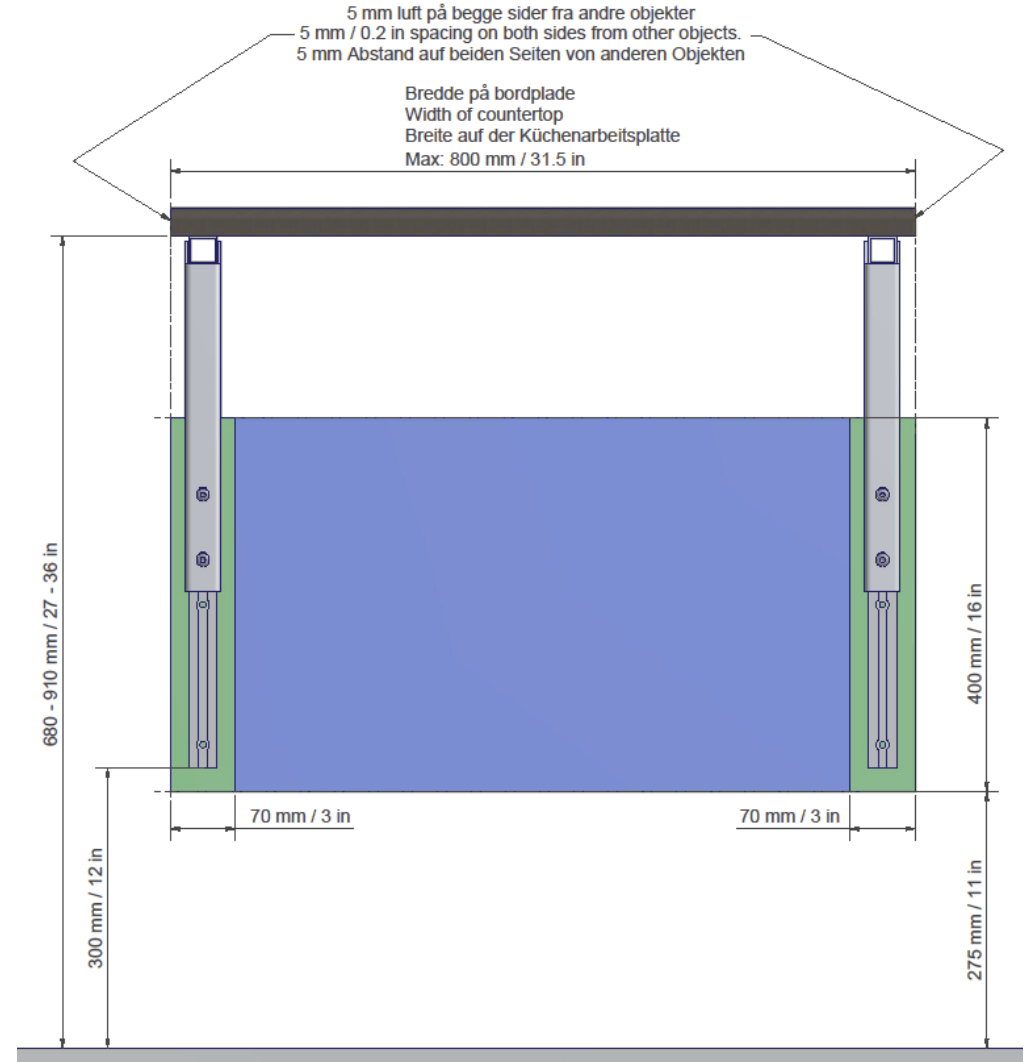 5 mm luft på begge sider fra andre objekter
5 mm / 0.2 in spacing on both sides from other objects.
5 mm Abstand auf beiden Seiten von anderen Objekten
Bredde på bordplade
Width of countertop
Breite auf der Küchenarbeitsplatte
Max: 800 mm / 31.5 in
680 - 910 mm / 27 - 36 in
400 mm / 16 in
70 mm / 3 in
70 mm / 3 in
300 mm / 12 in
275 mm / 11 in